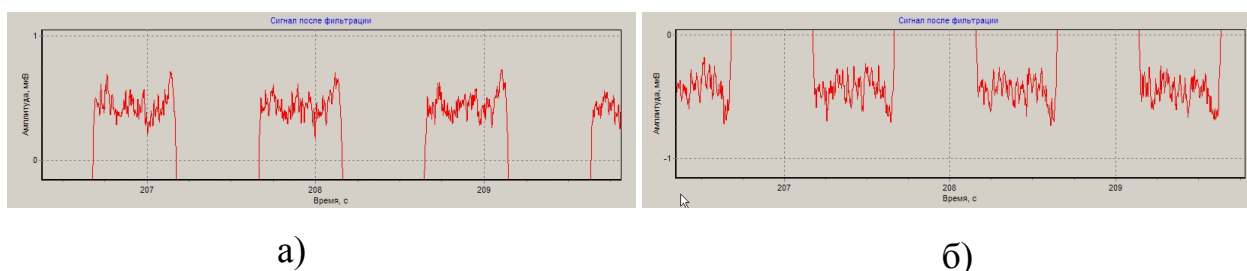 Сигнал после фильтрации
1
0
Амплитуда, мкВ
207
208
209
Время, с
Сигнал после фильтрации
0
-1
Амплитуда, мкВ
207
208
209
Время, с
а)
б)